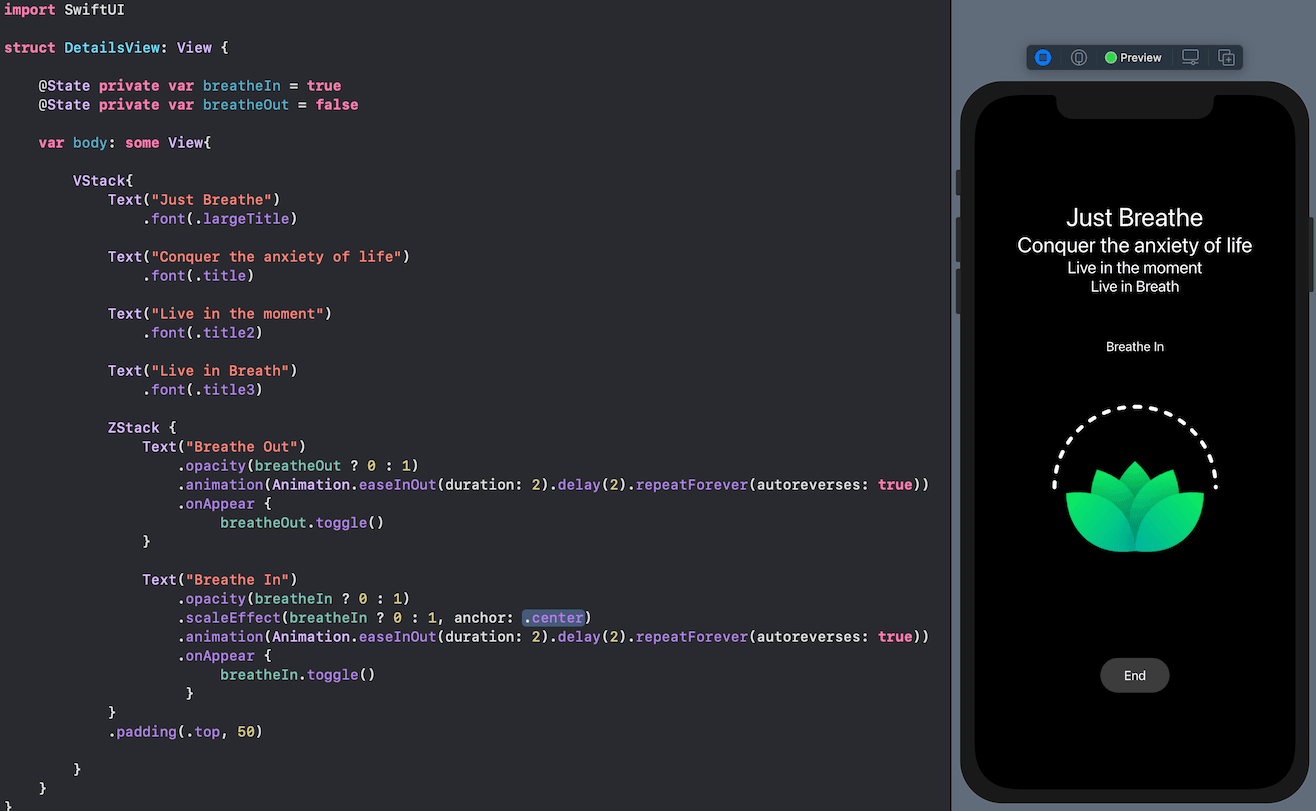 import SwiftUI
struct DetailsView: View {
@State private var breatheIn = true
@State private var breatheOut = false
var body: some View{
VStack{
Text("Just Breathe")
.font(.largeTitle)
Text("Conquer the anxiety of life")
.font(.title)
Text("Live in the moment")
.font(.title2)
Text("Live in Breath")
.font(.title3)
ZStack {
Text("Breathe Out")
.opacity(breatheOut ? 0 : 1)
.animation(Animation.easeInOut(duration: 2).delay(2).repeatForever(autoreverses: true))
.onAppear {
breatheOut.toggle()
}
Text("Breathe In")
.opacity(breatheIn ? 0 : 1)
.scaleEffect(breatheIn ? 0 : 1, anchor: .center)
.animation(Animation.easeInOut(duration: 2).delay(2).repeatForever(autoreverses: true))
.onAppear {
breatheIn.toggle()
}
}
.padding(.top, 50)
}
}
}
Preview
Just Breathe
Conquer the anxiety of life
Live in the moment
Live in Breath
Breathe In
End